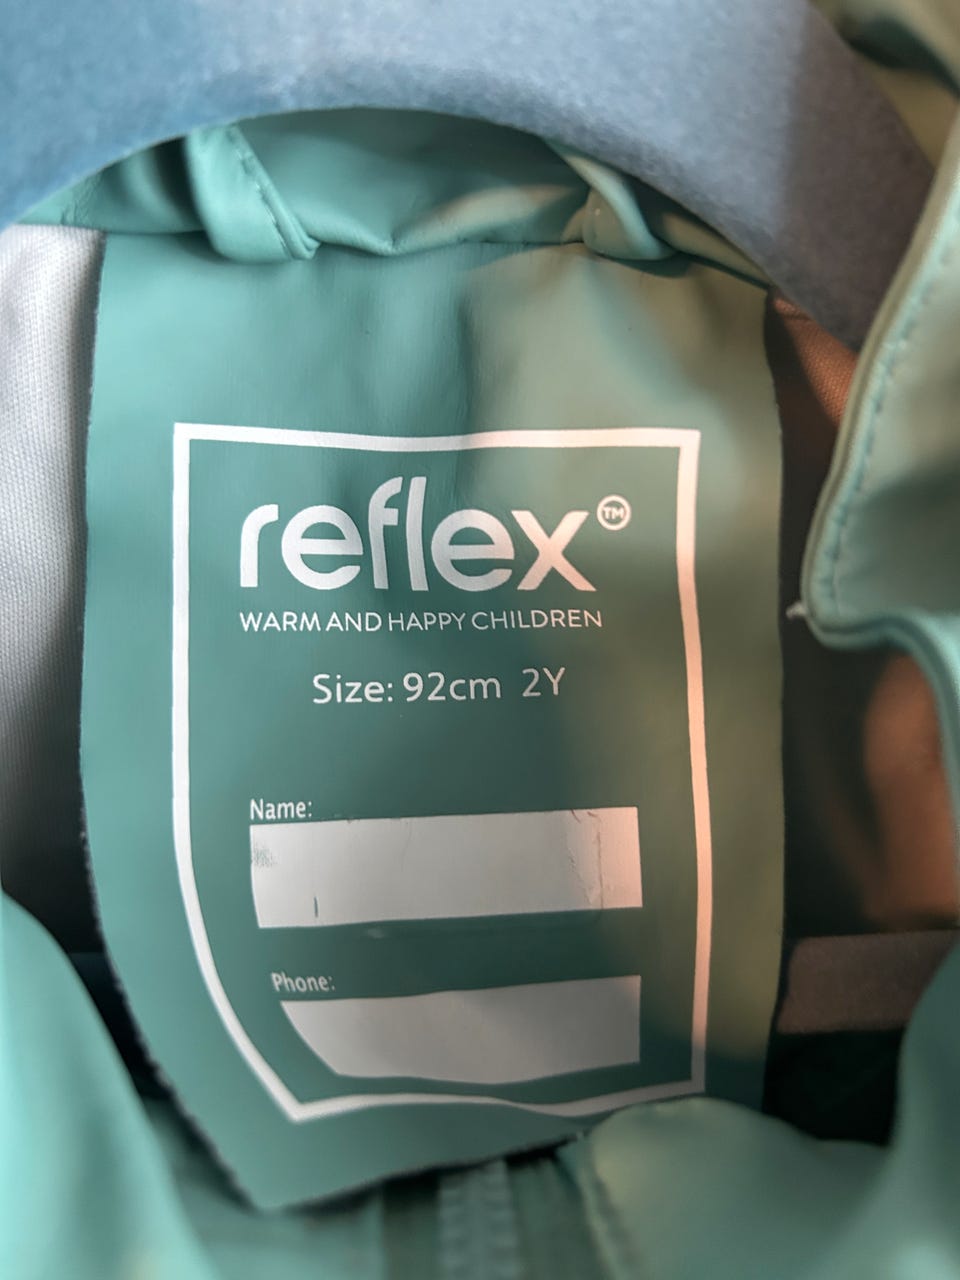 reflex™
WARM AND HAPPY CHILDREN
Size: 92cm 2Y
Name:
Phone: